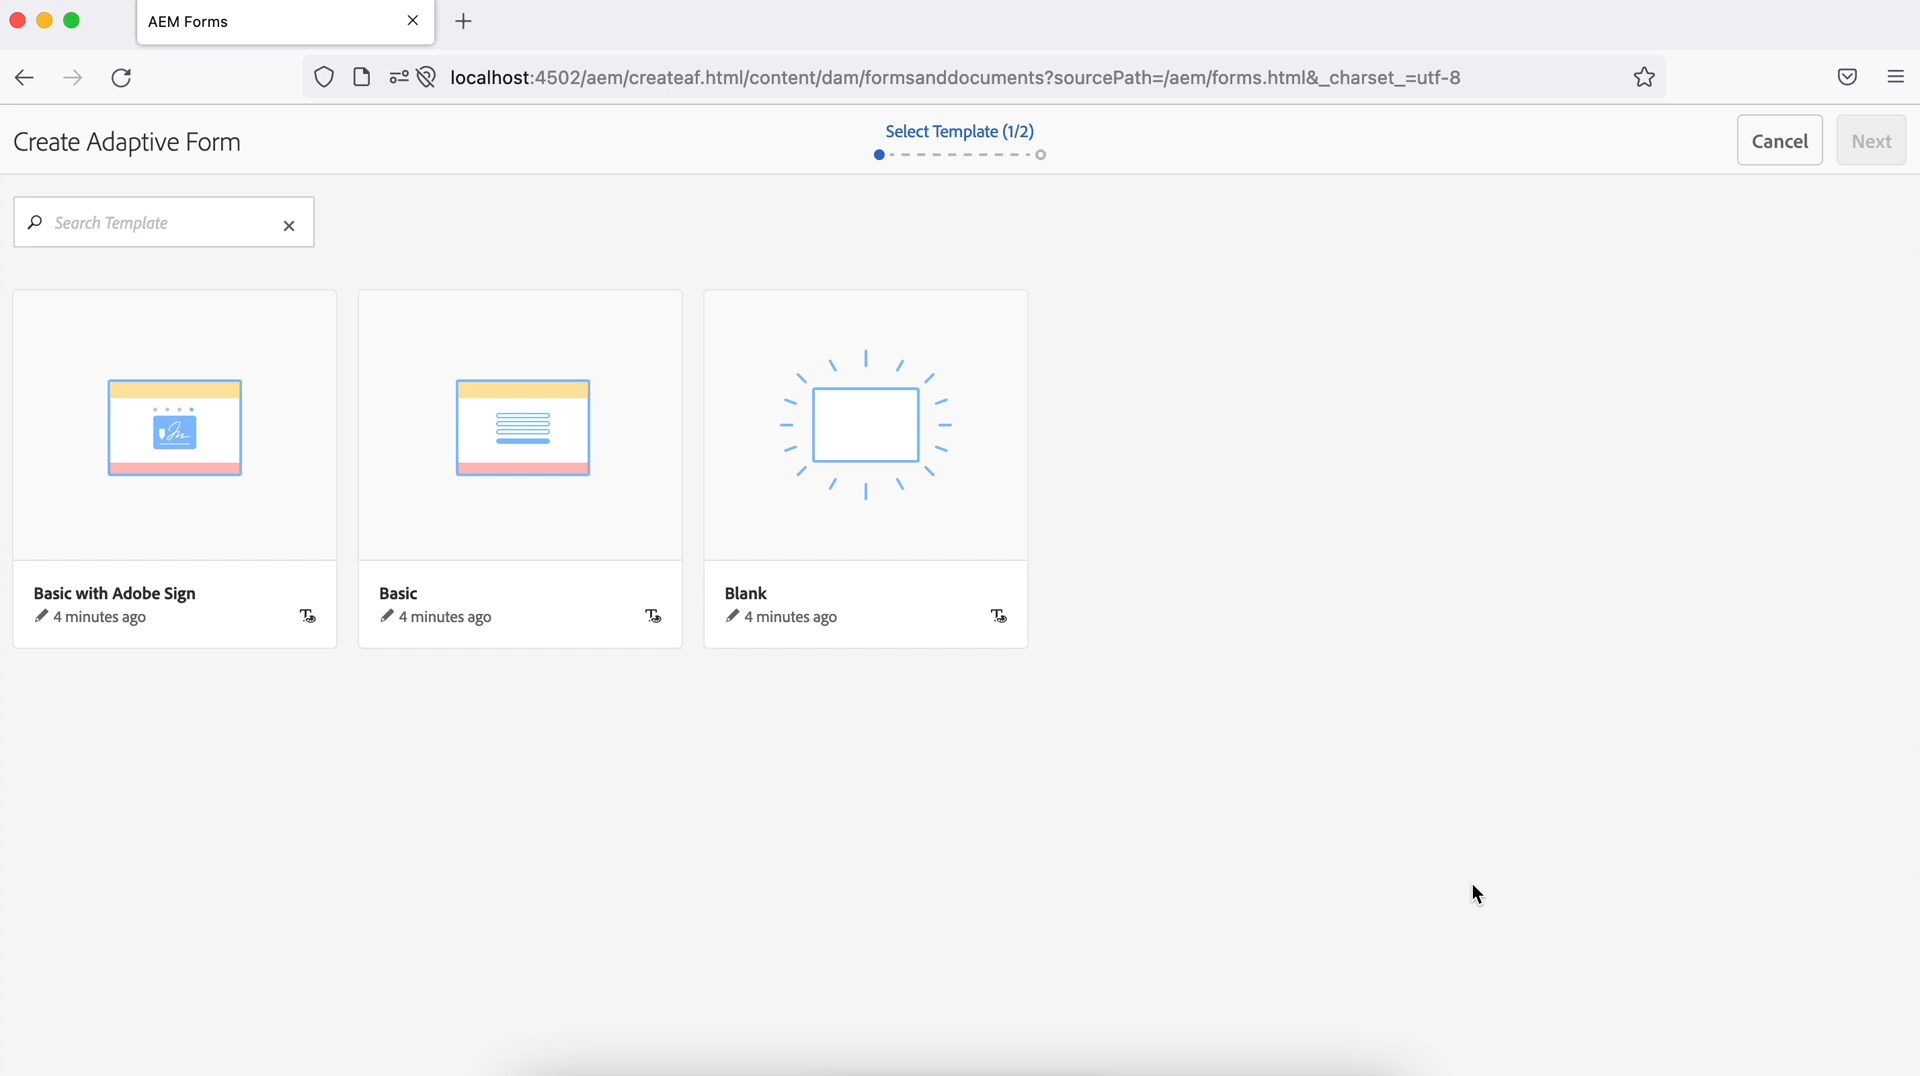 AEM Forms
localhost:4502/aem/createaf.html/content/dam/formsanddocuments?sourcePath=/aem/forms.html&_charset_=utf-8
Create Adaptive Form
Select Template (1/2)
Cancel
Next
Search Template
Basic with Adobe Sign
4 minutes ago
Basic
4 minutes ago
Blank
4 minutes ago